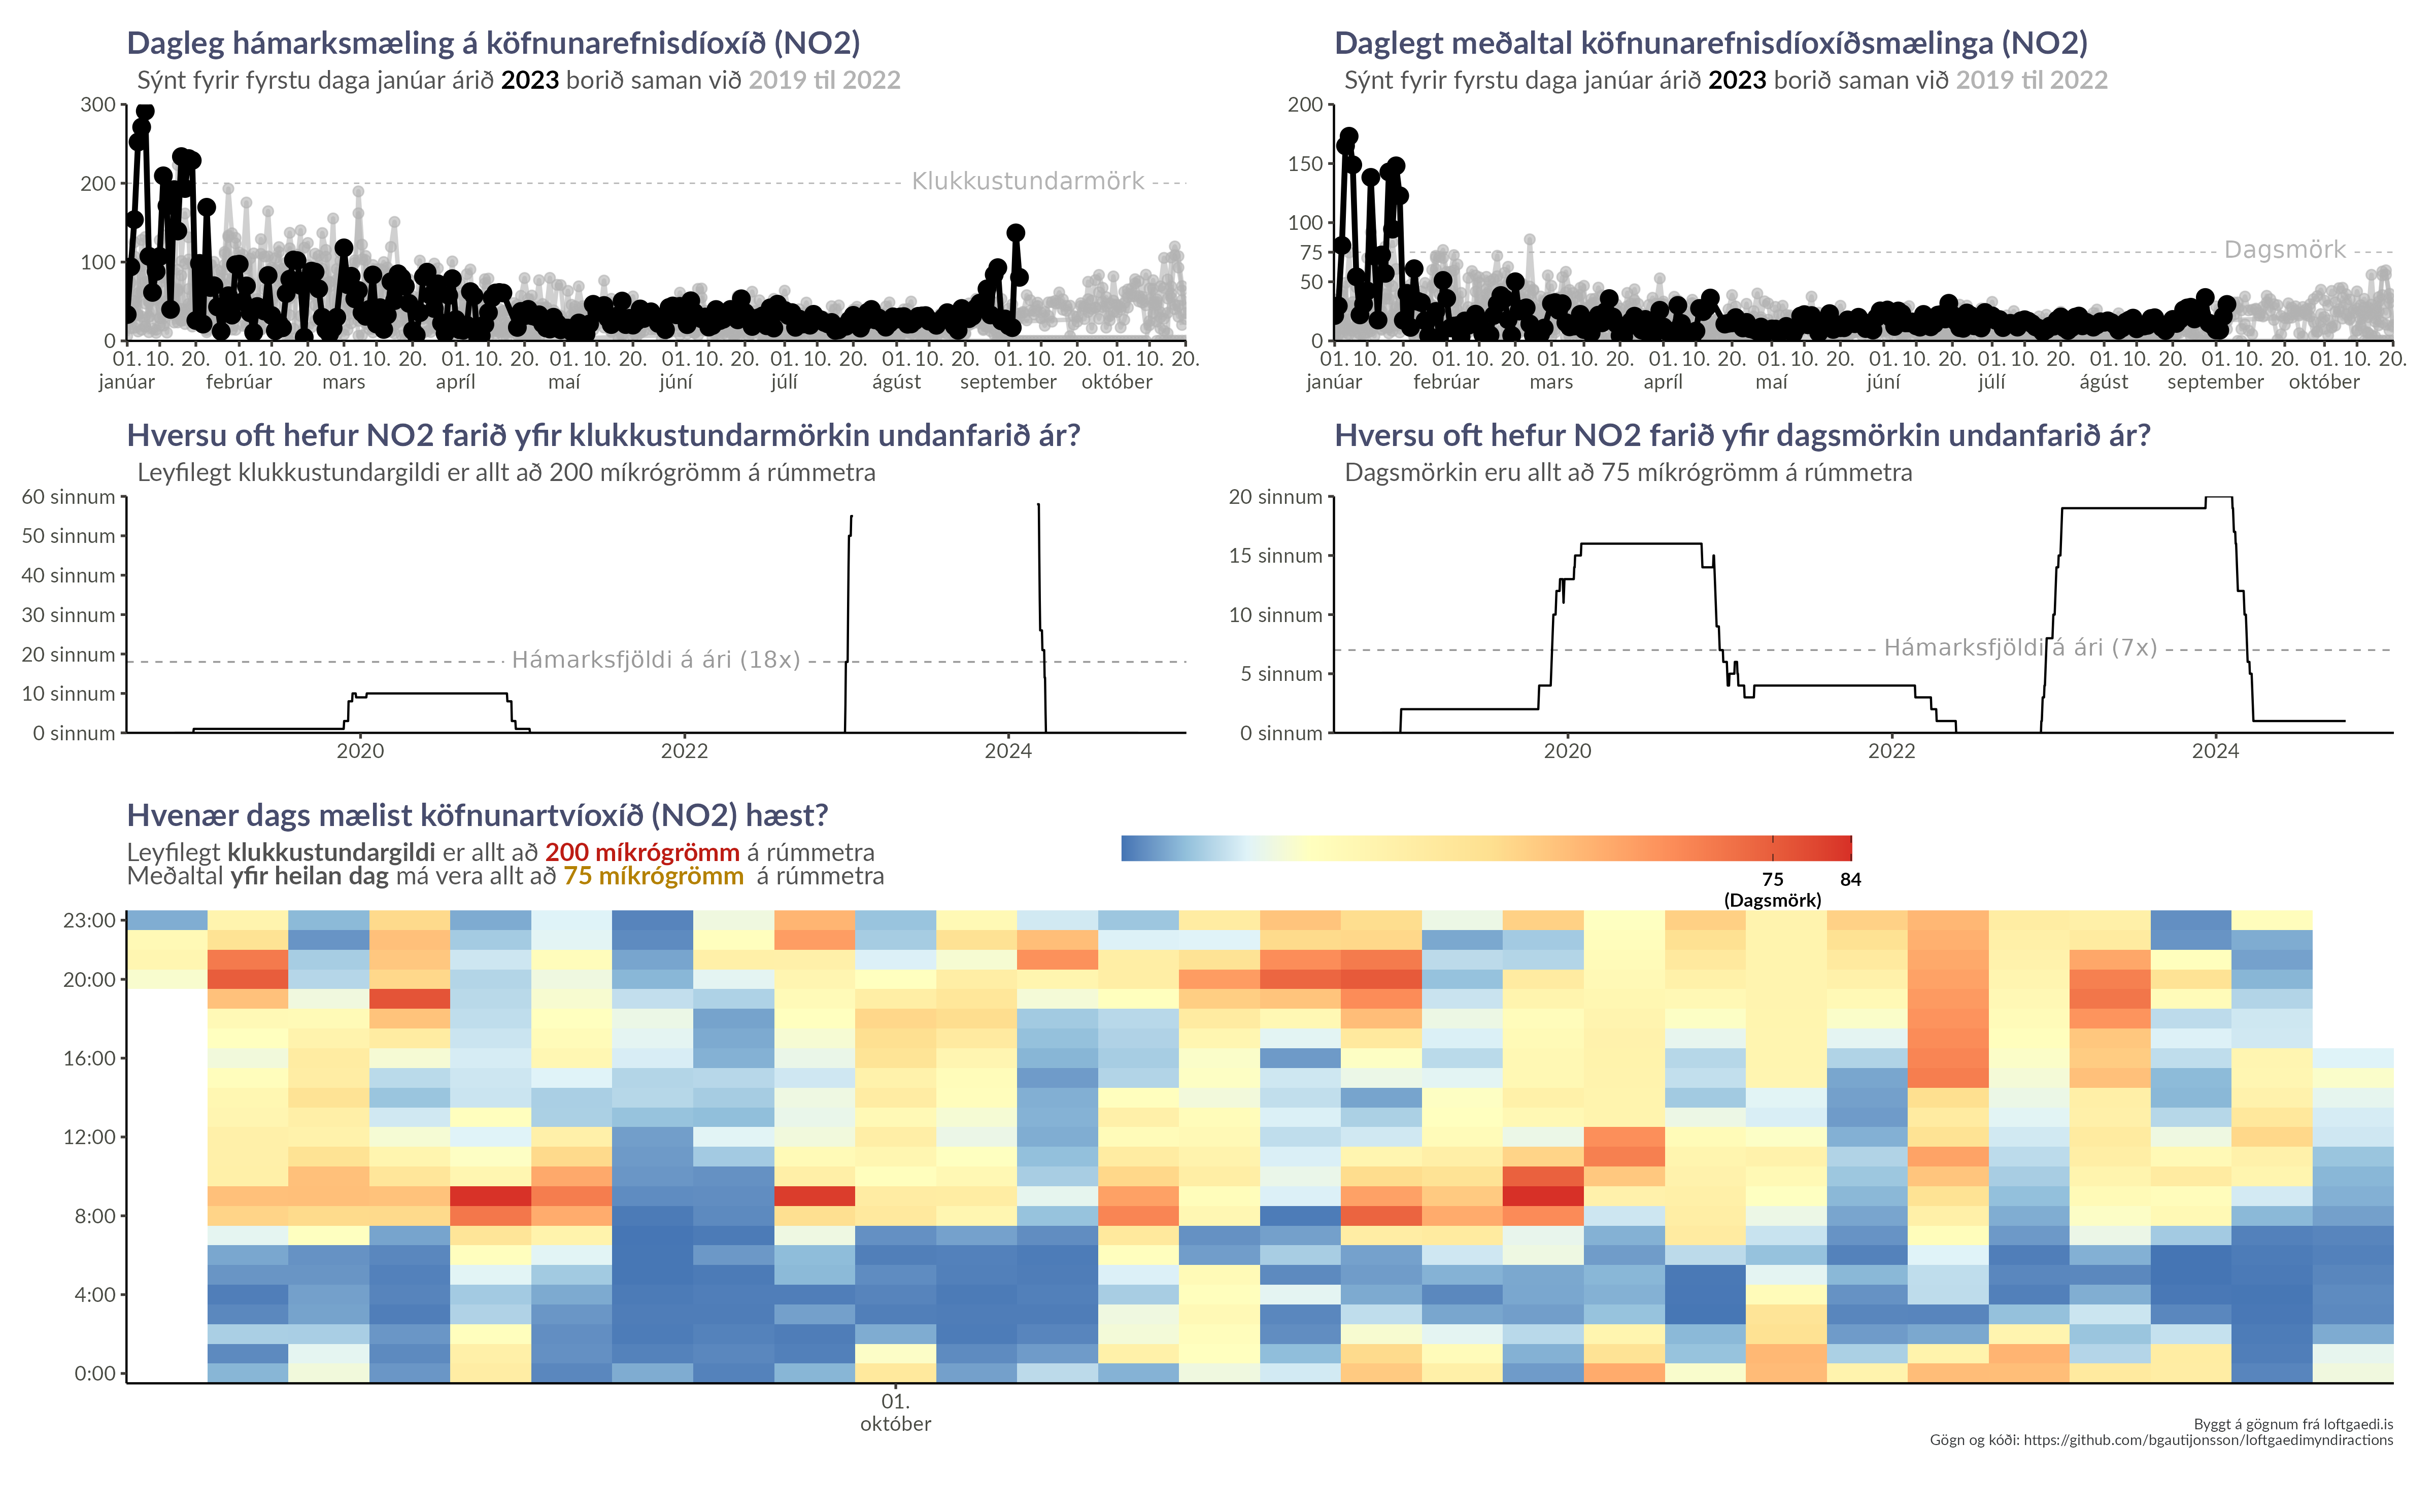 Dagleg hámarksmæling á köfnunarefnisdíoxíð (NO2)
Sýnt fyrir fyrstu daga janúar árið 2023 borið saman við 2019 til 2022
300
200
100
0
Klukkustundarmörk
01. 10. 20. 01. 10. 20. 01. 10. 20. 01. 10. 20. 01. 10. 20. 01. 10. 20. 01. 10. 20. 01. 10. 20. 01. 10. 20. 01. 10. 20.
janúar febrúar mars apríl maí júní júlí ágúst september október
Daglegt meðaltal köfnunarefnisdíoxíðsmælinga (NO2)
Sýnt fyrir fyrstu daga janúar árið 2023 borið saman við 2019 til 2022
200
150
100
75
50
0
Dagsmörk
01. 10. 20. 01. 10. 20. 01. 10. 20. 01. 10. 20. 01. 10. 20. 01. 10. 20. 01. 10. 20. 01. 10. 20. 01. 10. 20. 01. 10. 20.
janúar febrúar mars apríl maí júní júlí ágúst september október
Hversu oft hefur NO2 farið yfir klukkustundarmörkin undanfarið ár?
Leyfilegt klukkustundargildi er allt að 200 míkrógrömm á rúmmetra
60 sinnum
50 sinnum
40 sinnum
30 sinnum
20 sinnum
10 sinnum
0 sinnum
Hámarksfjöldi á ári (18x)
2020 2022 2024
Hversu oft hefur NO2 farið yfir dagsmörkin undanfarið ár?
Dagsmörkin eru allt að 75 míkrógrömm á rúmmetra
20 sinnum
15 sinnum
10 sinnum
5 sinnum
0 sinnum
Hámarksfjöldi á ári (7x)
2020 2022 2024
Hvenær dags mælist köfnunartvíoxíð (NO2) hæst?
Leyfilegt klukkustundargildi er allt að 200 míkrógrömm á rúmmetra
Meðaltal yfir heilan dag má vera allt að 75 míkrógrömm á rúmmetra
75 84
(Dagsmörk)
23:00
20:00
16:00
12:00
8:00
4:00
0:00
01.
október
Byggt á gögnum frá loftgaedi.is
Gögn og kóði: https://github.com/bgautijonsson/loftgaedimyndiractions